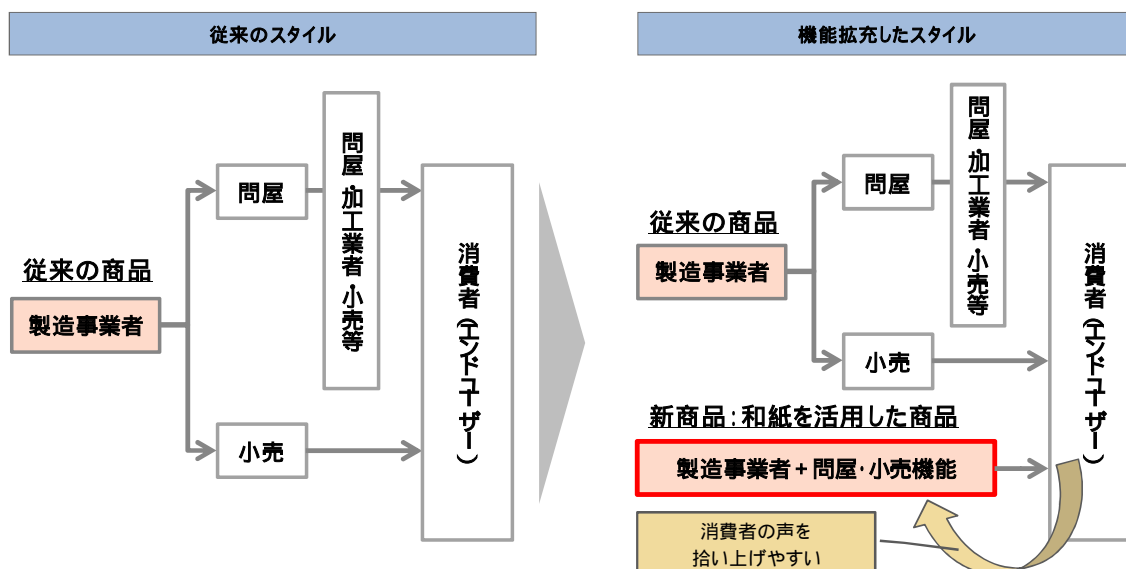 従来のスタイル
従来の商品
製造事業者
問屋
問屋・加工業者・小売等
小売
消費者(エンドユーザー)
機能拡充したスタイル
従来の商品
製造事業者
問屋
問屋・加工業者・小売等
小売
新商品:和紙を活用した商品
製造事業者+問屋・小売機能
消費者(エンドユーザー)
消費者の声を
拾い上げやすい